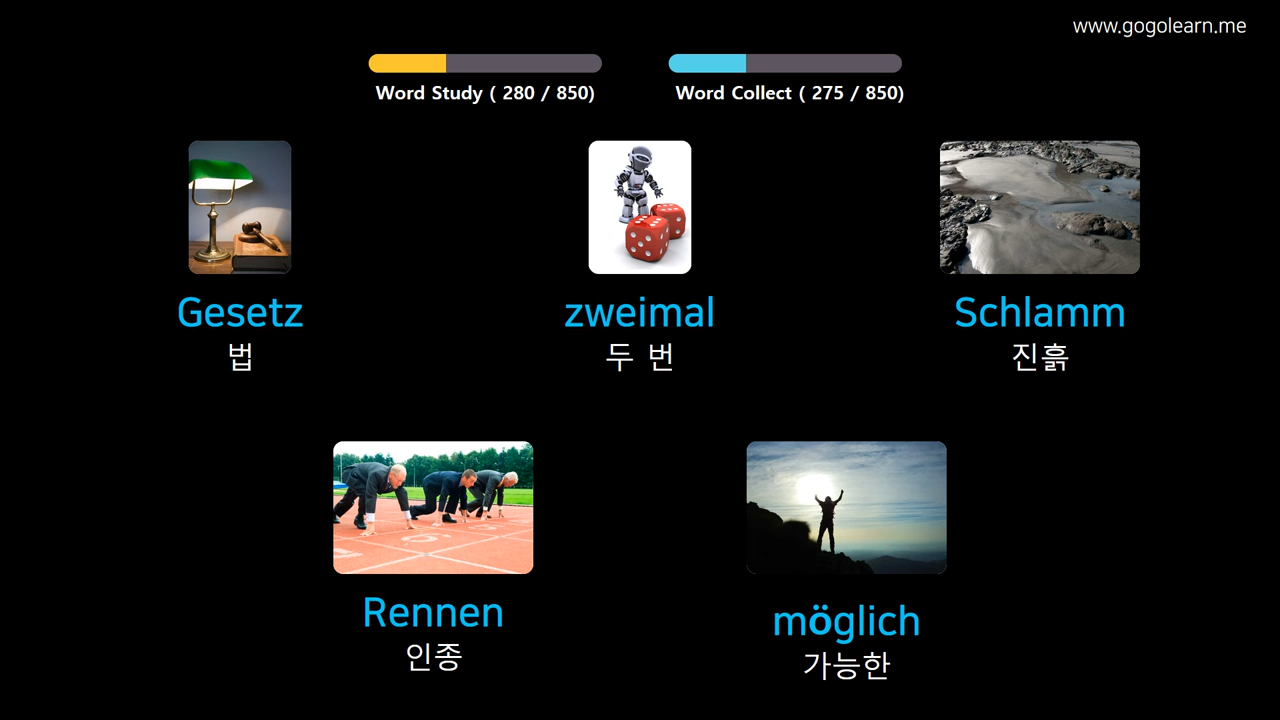 www.gogolearn.me
Word Study ( 280 / 850)
Word Collect ( 275 / 850)
Gesetz
법
zweimal
두 번
Schlamm
진흙
Rennen
인종
möglich
가능한